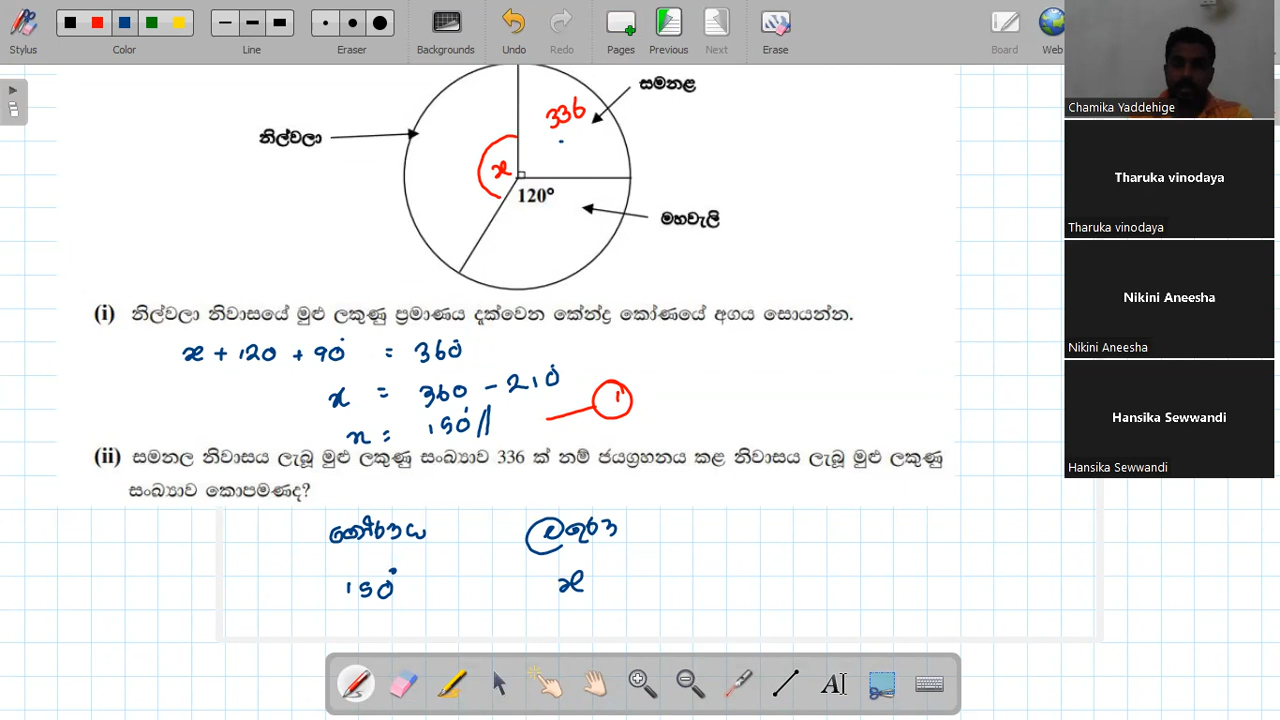 Stylus
Color
Line
Eraser
Backgrounds
Undo
Redo
Pages
Previous
Next
Erase
Board
Web
Chamika Yaddehige
Tharuka vinodaya
Tharuka vinodaya
Nikini Aneesha
Nikini Aneesha
Hansika Sewwandi
Hansika Sewwandi
සමනළ
336
නිල්වලා
x
120°
මහවැලි
(i) නිල්වලා නිවාසයේ මුළු ලකුණු ප්‍රමාණය දැක්වෙන කේන්ද්‍ර කෝණයේ අගය සොයන්න.
x + 120 + 90° = 360°
x = 360 - 210°
x = 150° //
1
(ii) සමනල නිවාසය ලැබූ මුළු ලකුණු සංඛ්‍යාව 336 ක් නම් ජයග්‍රහනය කළ නිවාසය ලැබූ මුළු ලකුණු
සංඛ්‍යාව කොපමණද?
150° x